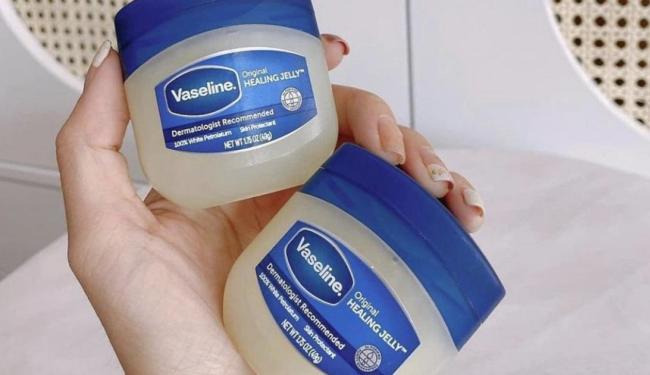 Vaseline.
Original
HEALING JELLY™
Dermatologist Recommended
100% White Petrolatum Skin Protectant
NET WT 1.75 OZ (49g)
Vaseline.
Original
HEALING JELLY™
Dermatologist Recommended
100% White Petrolatum Skin Protectant
NET WT 1.75 OZ (49g)